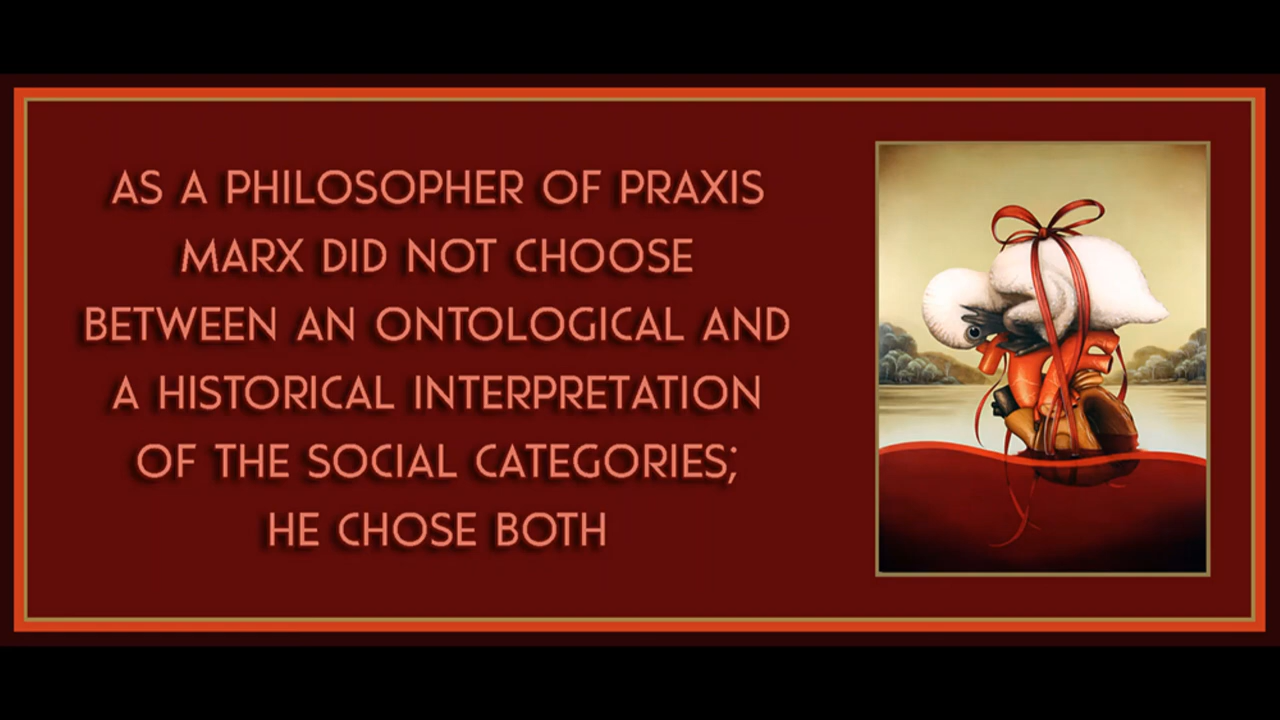 AS A PHILOSOPHER OF PRAXIS
MARX DID NOT CHOOSE
BETWEEN AN ONTOLOGICAL AND
A HISTORICAL INTERPRETATION
OF THE SOCIAL CATEGORIES;
HE CHOSE BOTH